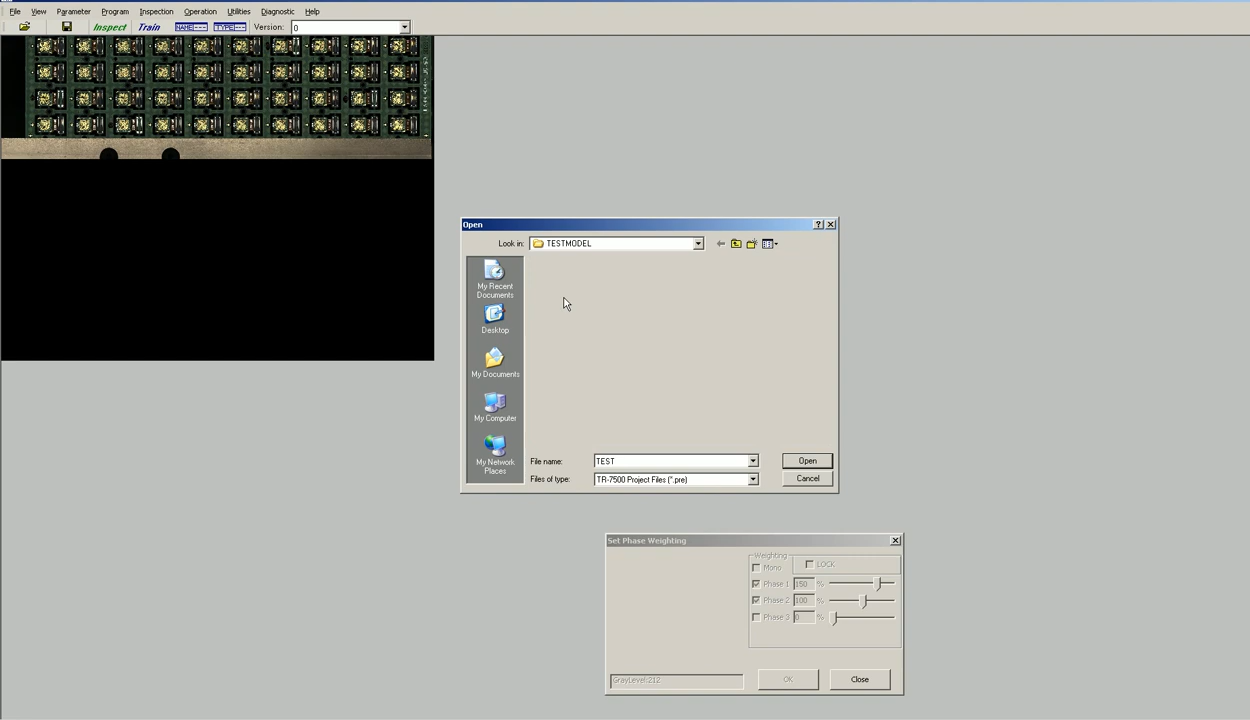 File View Parameter Program Inspection Operation Utilities Diagnostic Help
Inspect Train NAME TYPE Version: 0
Open
Look in: TESTMODEL
My Recent
Documents
Desktop
My Documents
My Computer
My Network
Places
File name: TEST Open
Files of type: TR-7500 Project Files (*.pre) Cancel
Set Phase Weighting
Weighting
Mono LOCK
Phase 1 150 %
Phase 2 100 %
Phase 3 0 %
GrayLevel:212 OK Close